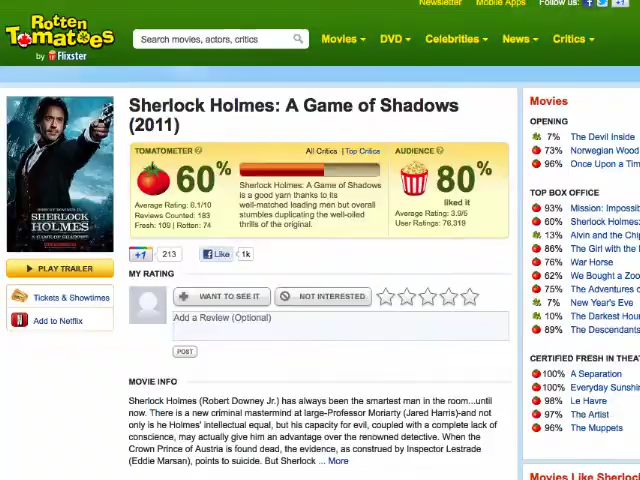 Newsletter Mobile Apps Follow us:
Rotten
Tomatoes
by Flixster
Search movies, actors, critics
Movies DVD Celebrities News Critics
Sherlock Holmes: A Game of Shadows
(2011)
TOMATOMETER
All Critics | Top Critics
60%
Average Rating: 6.1/10
Reviews Counted: 183
Fresh: 109 | Rotten: 74
Sherlock Holmes: A Game of Shadows
is a good yarn thanks to its
well-matched leading men but overall
stumbles duplicating the well-oiled
thrills of the original.
AUDIENCE
80%
liked it
Average Rating: 3.9/5
User Ratings: 76,319
SHERLOCK
HOLMES
A GAME OF SHADOWS
+1 213
Like 1k
PLAY TRAILER
Tickets & Showtimes
Add to Netflix
MY RATING
WANT TO SEE IT
NOT INTERESTED
Add a Review (Optional)
POST
MOVIE INFO
Sherlock Holmes (Robert Downey Jr.) has always been the smartest man in the room...until
now. There is a new criminal mastermind at large-Professor Moriarty (Jared Harris)-and not
only is he Holmes' intellectual equal, but his capacity for evil, coupled with a complete lack of
conscience, may actually give him an advantage over the renowned detective. When the
Crown Prince of Austria is found dead, the evidence, as construed by Inspector Lestrade
(Eddie Marsan), points to suicide. But Sherlock ... More
Movies
OPENING
7% The Devil Inside
73% Norwegian Wood
96% Once Upon a Tim
TOP BOX OFFICE
93% Mission: Impossib
60% Sherlock Holmes:
13% Alvin and the Chip
86% The Girl with the
76% War Horse
62% We Bought a Zoo
75% The Adventures o
7% New Year's Eve
10% The Darkest Hour
89% The Descendants
CERTIFIED FRESH IN THEAT
100% A Separation
100% Everyday Sunshin
98% Le Havre
97% The Artist
96% The Muppets
Movies Like Sherlock